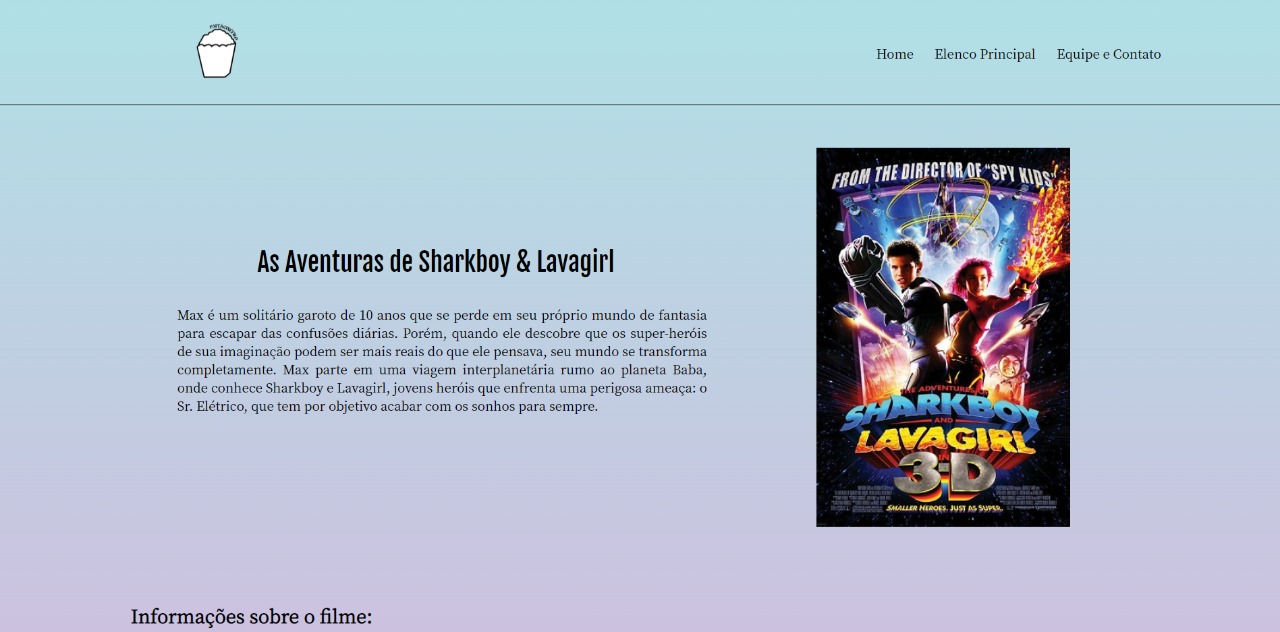 Home Elenco Principal Equipe e Contato
As Aventuras de Sharkboy & Lavagirl
Max é um solitário garoto de 10 anos que se perde em seu próprio mundo de fantasia
para escapar das confusões diárias. Porém, quando ele descobre que os super-heróis
de sua imaginação podem ser mais reais do que ele pensava, seu mundo se transforma
completamente. Max parte em uma viagem interplanetária rumo ao planeta Baba,
onde conhece Sharkboy e Lavagirl, jovens heróis que enfrenta uma perigosa ameaça: o
Sr. Elétrico, que tem por objetivo acabar com os sonhos para sempre.
FROM THE DIRECTOR OF "SPY KIDS"
THE ADVENTURES OF
SHARKBOY
AND
LAVAGIRL
IN
3-D
SMALLER HEROES. JUST AS SUPER.
Informações sobre o filme: